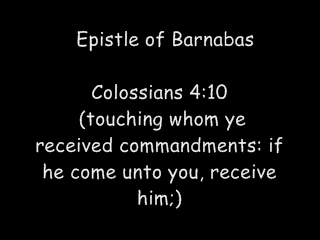 Epistle of Barnabas
Colossians 4:10
(touching whom ye
received commandments: if
he come unto you, receive
him;)